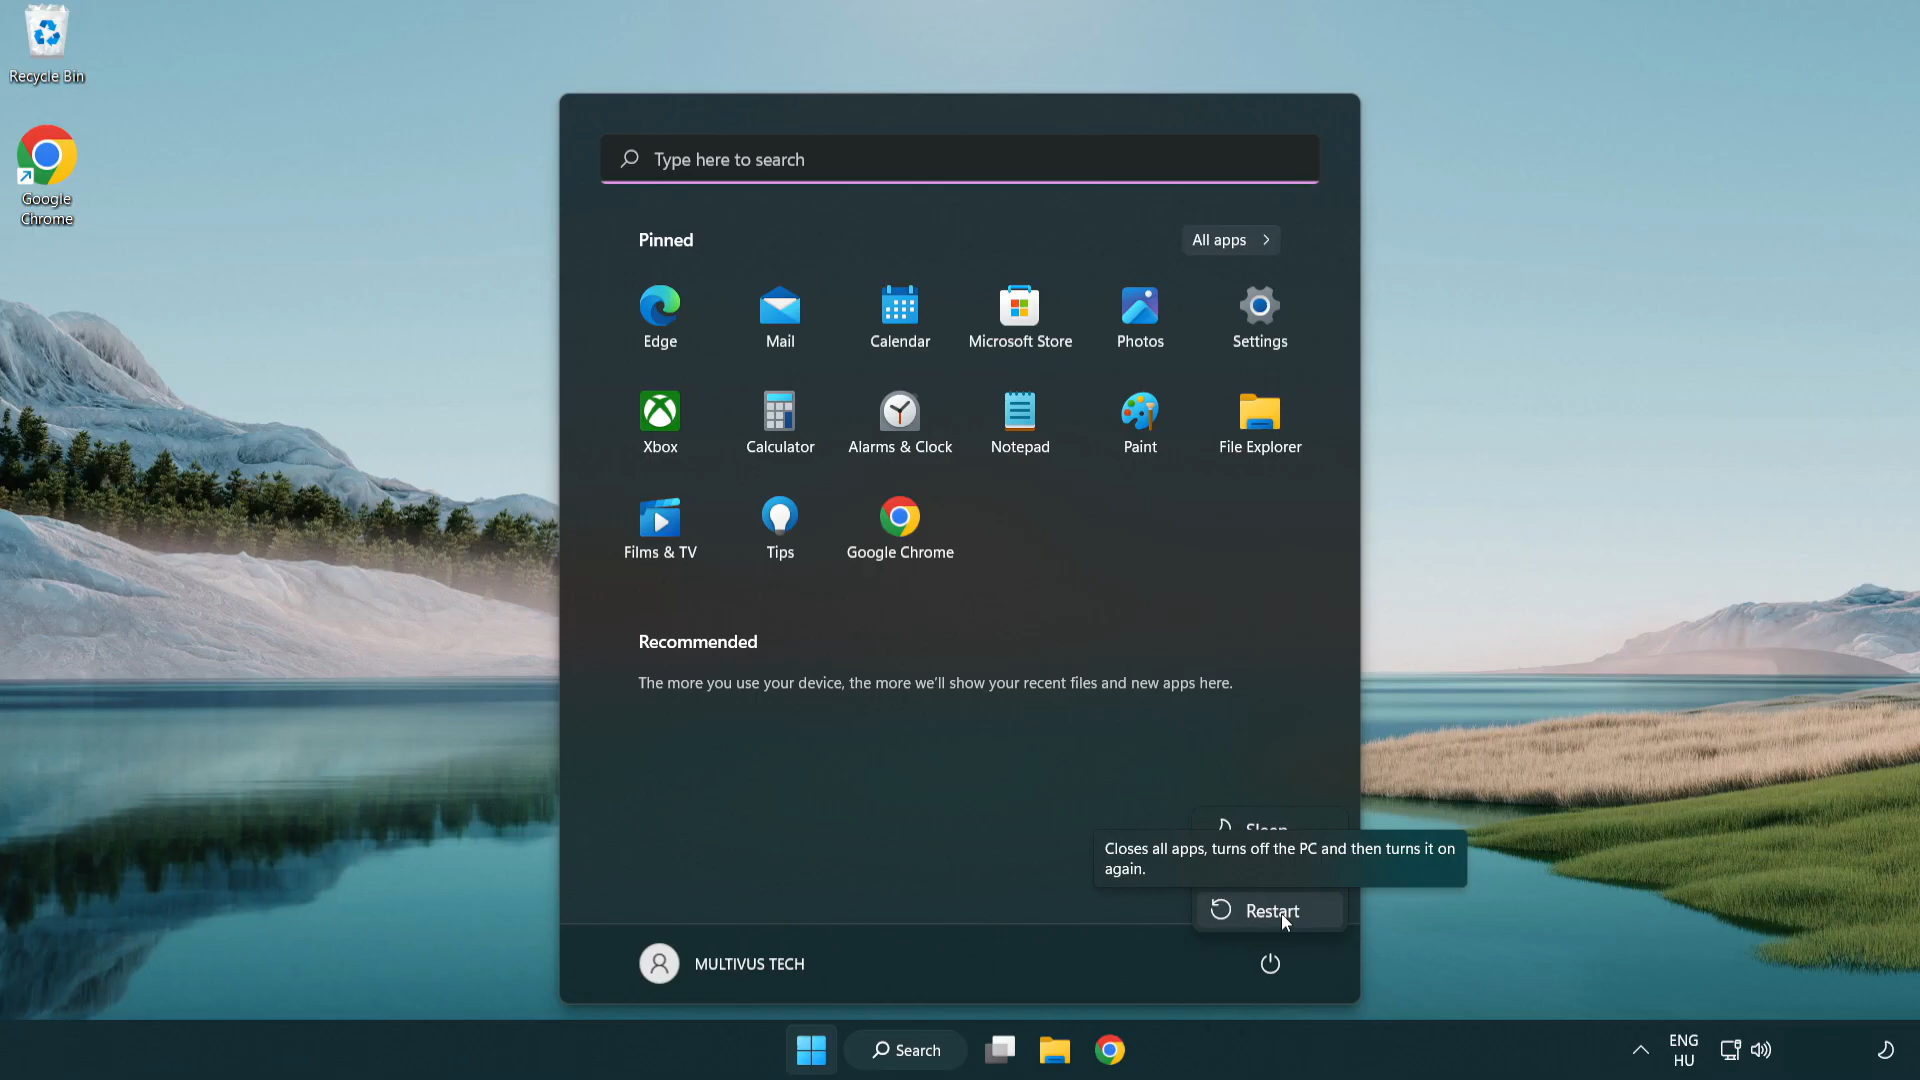 Recycle Bin
Google
Chrome
Type here to search
Pinned
All apps
Edge
Mail
Calendar
Microsoft Store
Photos
Settings
Xbox
Calculator
Alarms & Clock
Notepad
Paint
File Explorer
Films & TV
Tips
Google Chrome
Recommended
The more you use your device, the more we'll show your recent files and new apps here.
Sleep
Closes all apps, turns off the PC and then turns it on
again.
Restart
MULTIVUS TECH
Search
ENG
HU